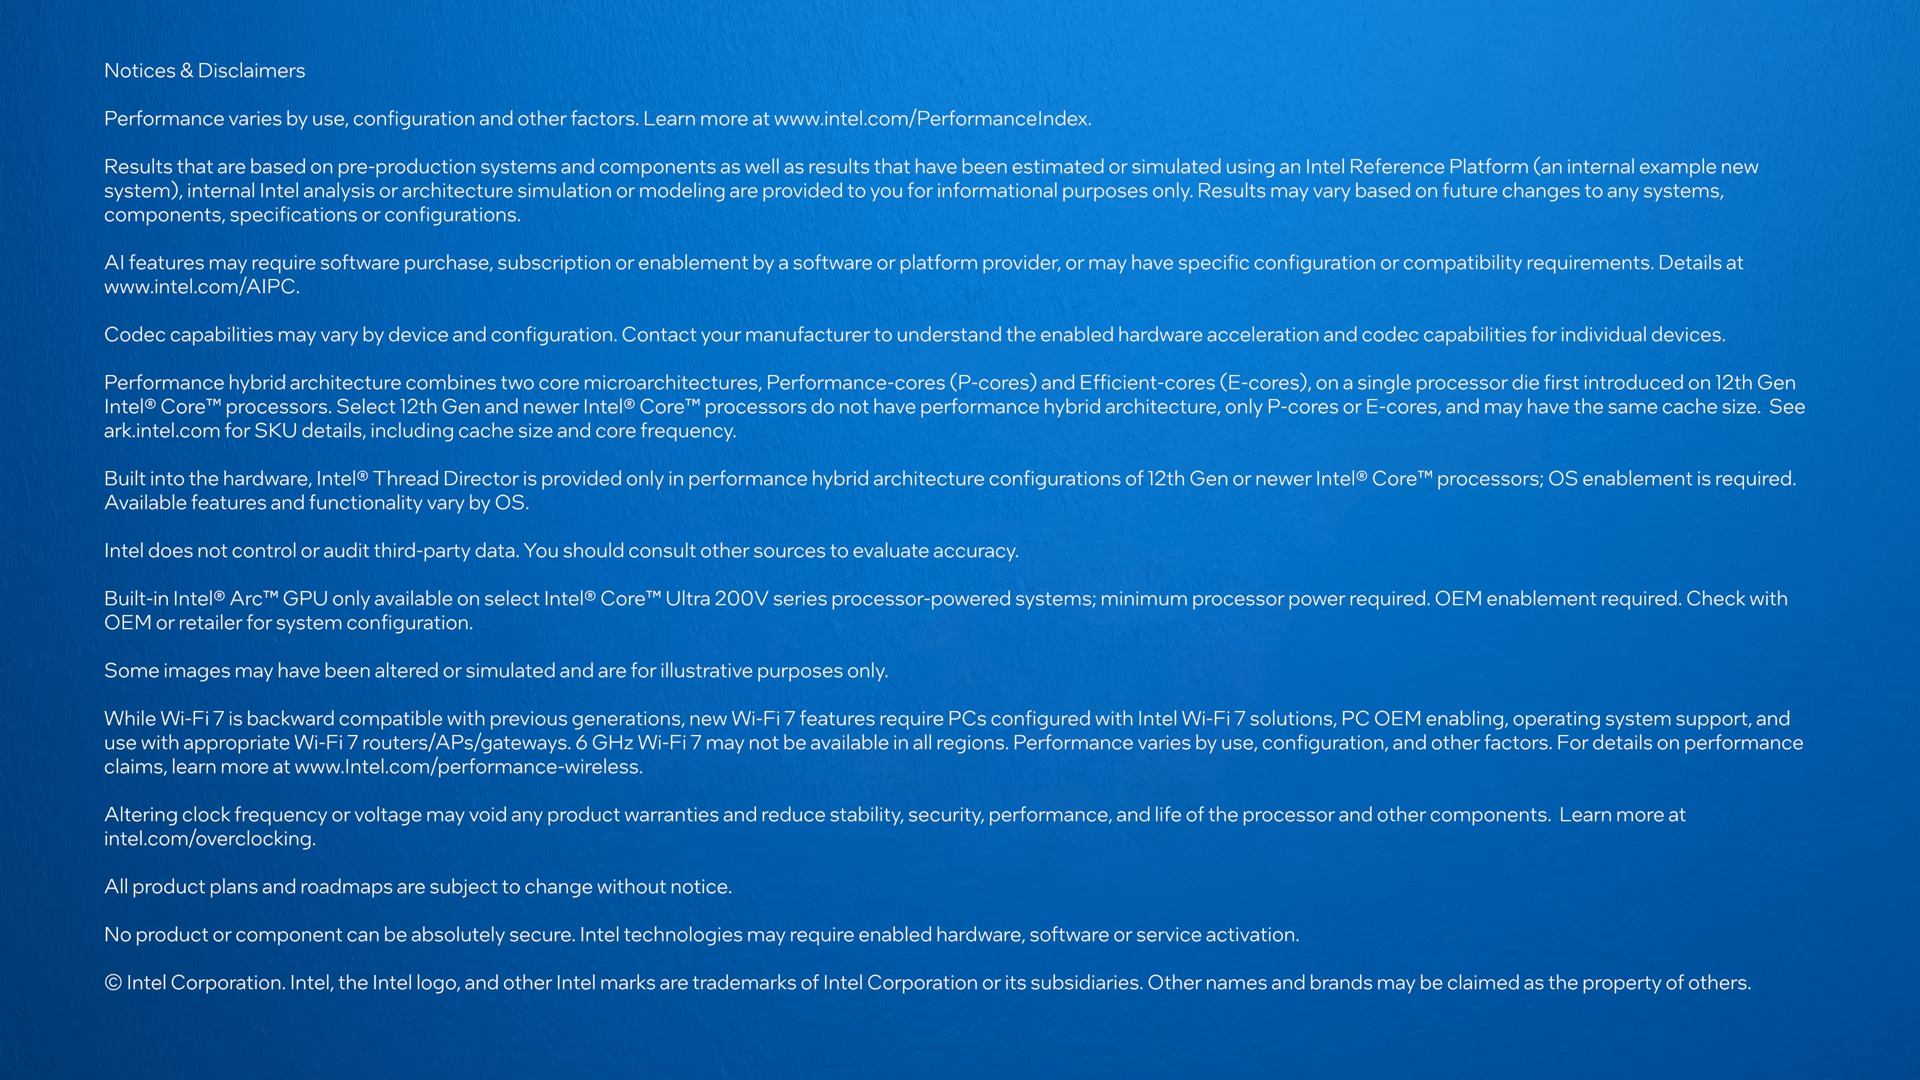 Notices & Disclaimers
Performance varies by use, configuration and other factors. Learn more at www.intel.com/PerformanceIndex.
Results that are based on pre-production systems and components as well as results that have been estimated or simulated using an Intel Reference Platform (an internal example new
system), internal Intel analysis or architecture simulation or modeling are provided to you for informational purposes only. Results may vary based on future changes to any systems,
components, specifications or configurations.
AI features may require software purchase, subscription or enablement by a software or platform provider, or may have specific configuration or compatibility requirements. Details at
www.intel.com/AIPC.
Codec capabilities may vary by device and configuration. Contact your manufacturer to understand the enabled hardware acceleration and codec capabilities for individual devices.
Performance hybrid architecture combines two core microarchitectures, Performance-cores (P-cores) and Efficient-cores (E-cores), on a single processor die first introduced on 12th Gen
Intel® Core™ processors. Select 12th Gen and newer Intel® Core™ processors do not have performance hybrid architecture, only P-cores or E-cores, and may have the same cache size.  See
ark.intel.com for SKU details, including cache size and core frequency.
Built into the hardware, Intel® Thread Director is provided only in performance hybrid architecture configurations of 12th Gen or newer Intel® Core™ processors; OS enablement is required.
Available features and functionality vary by OS.
Intel does not control or audit third-party data. You should consult other sources to evaluate accuracy.
Built-in Intel® Arc™ GPU only available on select Intel® Core™ Ultra 200V series processor-powered systems; minimum processor power required. OEM enablement required. Check with
OEM or retailer for system configuration.
Some images may have been altered or simulated and are for illustrative purposes only.
While Wi-Fi 7 is backward compatible with previous generations, new Wi-Fi 7 features require PCs configured with Intel Wi-Fi 7 solutions, PC OEM enabling, operating system support, and
use with appropriate Wi-Fi 7 routers/APs/gateways. 6 GHz Wi-Fi 7 may not be available in all regions. Performance varies by use, configuration, and other factors. For details on performance
claims, learn more at www.Intel.com/performance-wireless.
Altering clock frequency or voltage may void any product warranties and reduce stability, security, performance, and life of the processor and other components.  Learn more at
intel.com/overclocking.
All product plans and roadmaps are subject to change without notice.
No product or component can be absolutely secure. Intel technologies may require enabled hardware, software or service activation.
© Intel Corporation. Intel, the Intel logo, and other Intel marks are trademarks of Intel Corporation or its subsidiaries. Other names and brands may be claimed as the property of others.